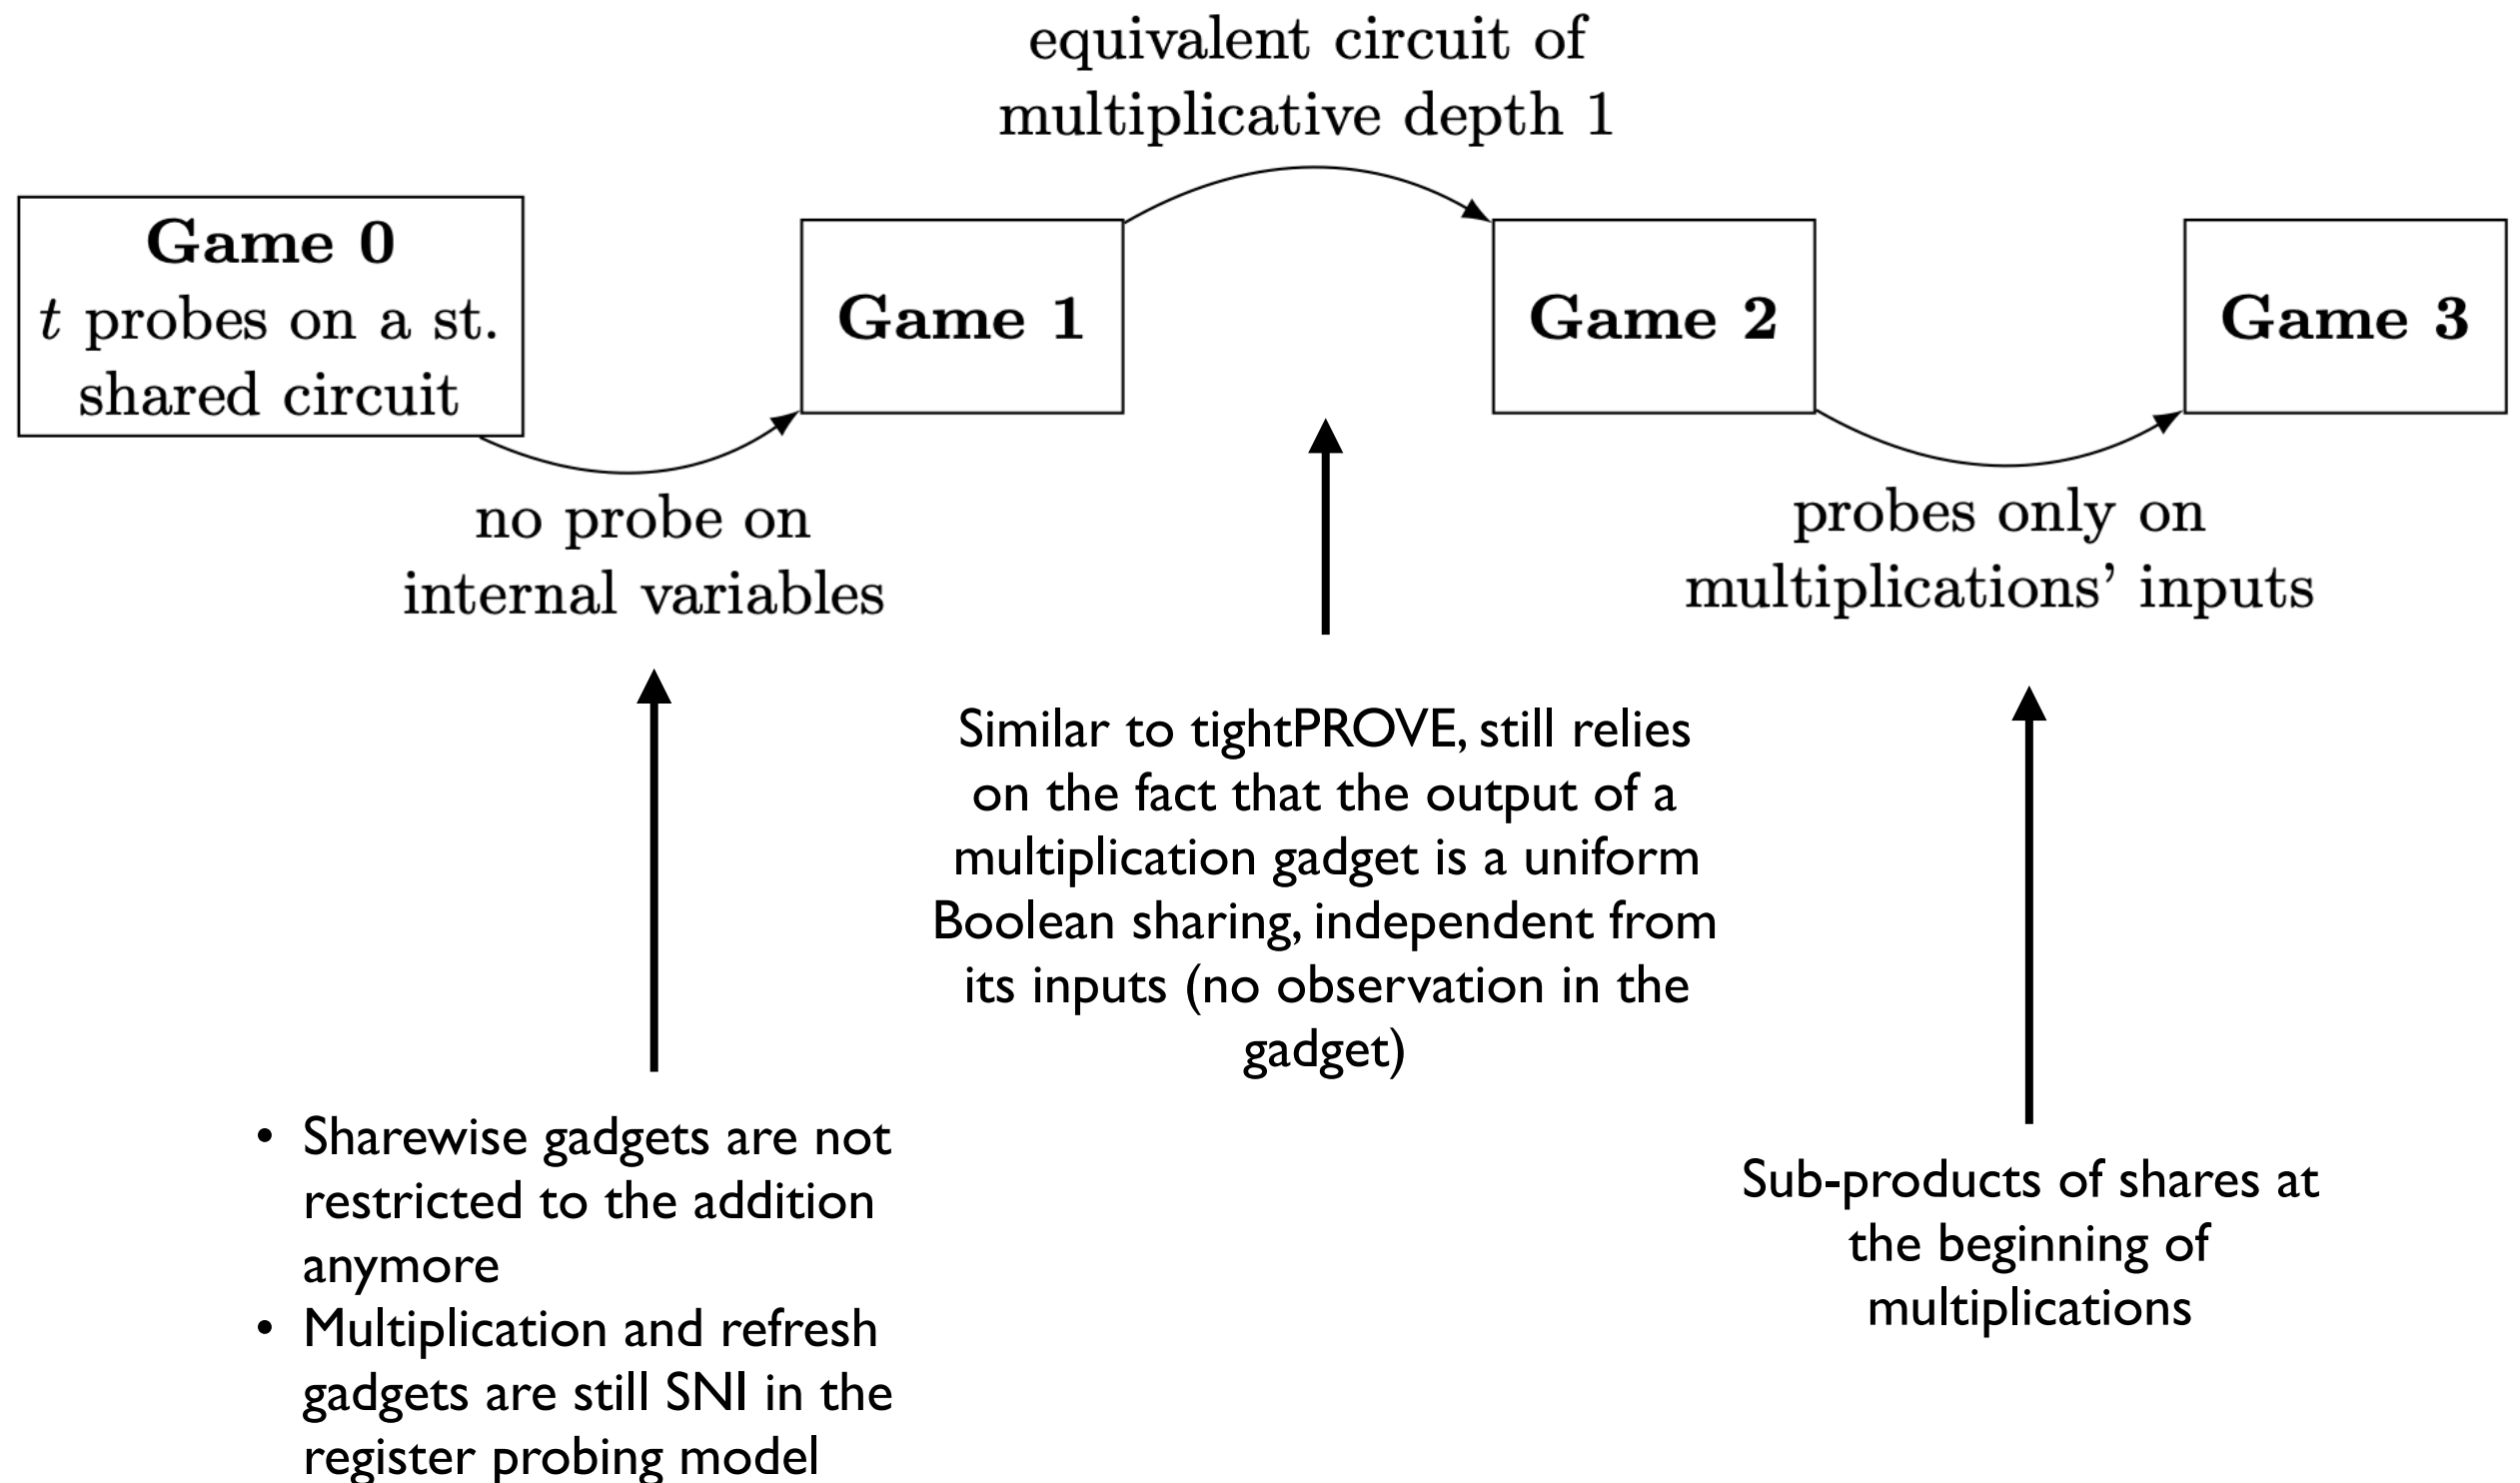 equivalent circuit of
multiplicative depth 1
Game 0
t probes on a st.
shared circuit
Game 1
Game 2
Game 3
no probe on
internal variables
probes only on
multiplications’ inputs
Similar to tightPROVE, still relies
on the fact that the output of a
multiplication gadget is a uniform
Boolean sharing, independent from
its inputs (no observation in the
gadget)
• Sharewise gadgets are not
restricted to the addition
anymore
• Multiplication and refresh
gadgets are still SNI in the
register probing model
Sub-products of shares at
the beginning of
multiplications